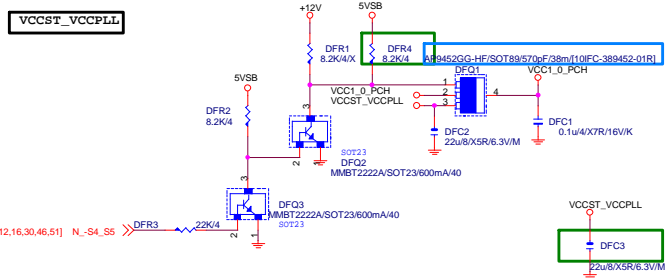 VCCST_VCCPLL
+12V
5VSB
DFR1
8.2K/4/X
DFR4
8.2K/4
AP9452GG-HF/SOT89/570pF/38m/[10IFC-389452-01R]
DFQ1
VCC1_0_PCH
5VSB
VCC1_0_PCH
VCCST_VCCPLL
1
2
3
4
DFR2
8.2K/4
3
DFC2
22u/8/X5R/6.3V/M
DFC1
0.1u/4/X7R/16V/K
2
1
SOT23
DFQ2
MMBT2222A/SOT23/600mA/40
3
DFQ3
MMBT2222A/SOT23/600mA/40
SOT23
2
1
12,16,30,46,51]
N_-S4_S5
DFR3
22K/4
VCCST_VCCPLL
DFC3
22u/8/X5R/6.3V/M